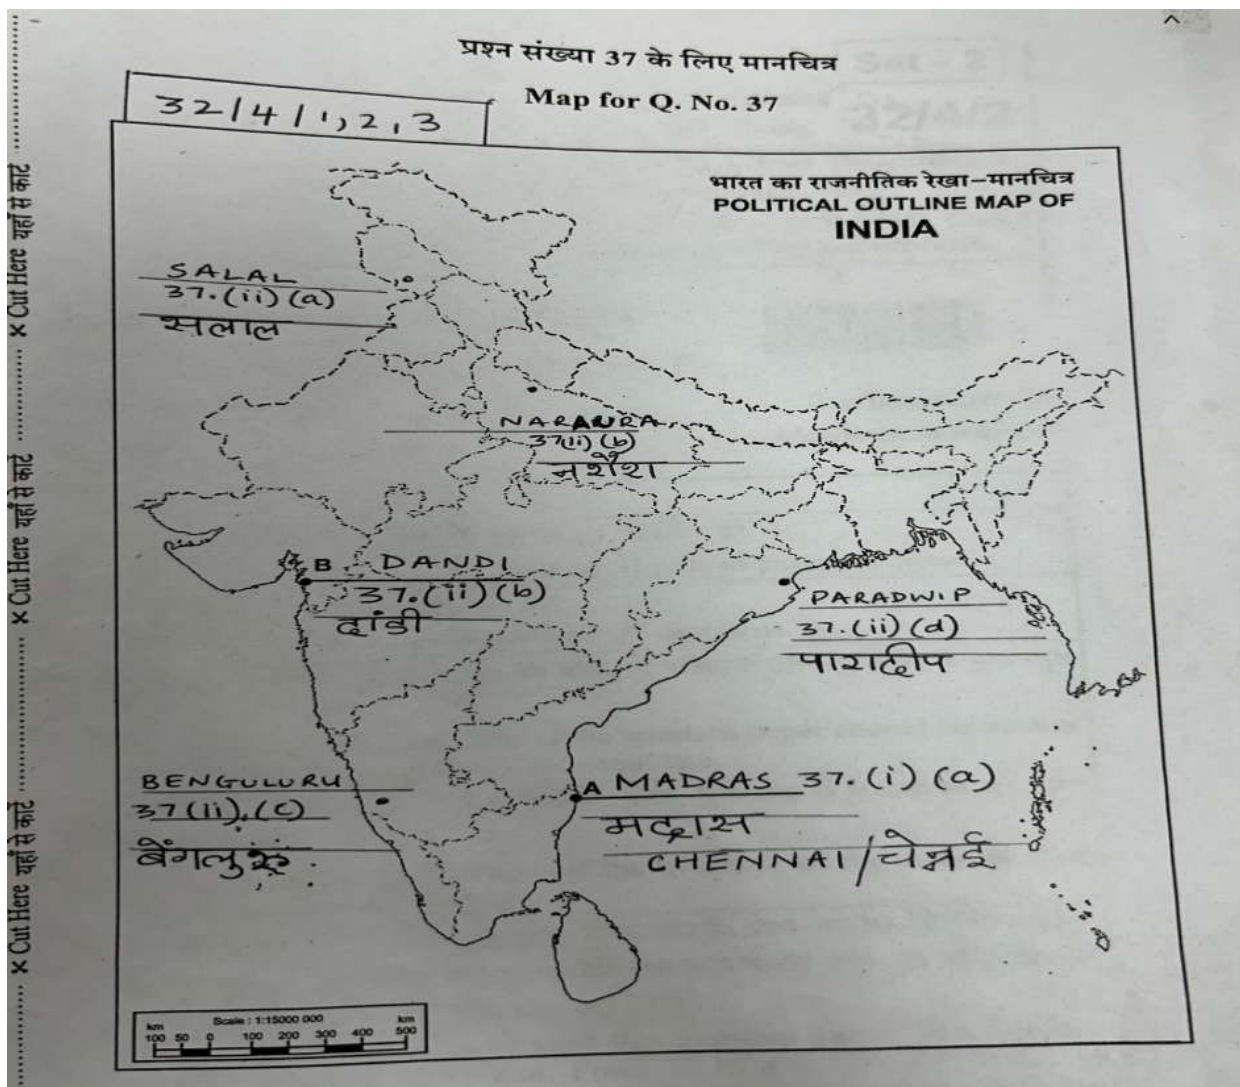 प्रश्न संख्या 37 के लिए मानचित्र
Map for Q. No. 37
32/4/1,2,3
भारत का राजनीतिक रेखा-मानचित्र
POLITICAL OUTLINE MAP OF
INDIA
SALAL
37.(ii)(a)
सलाल
NARAURA
37(ii)(b)
नरौरा
B DANDI
37.(ii)(b)
दांडी
PARADWIP
37.(ii)(d)
पाराद्वीप
BENGULURU
37(ii).(c)
बेंगलुरु
A MADRAS 37.(i) (a)
मद्रास
CHENNAI/चेन्नई
Scale : 1:15000 000
km km
100 50 0 100 200 300 400 500
× Cut Here यहाँ से काटें
× Cut Here यहाँ से काटें
× Cut Here यहाँ से काटें